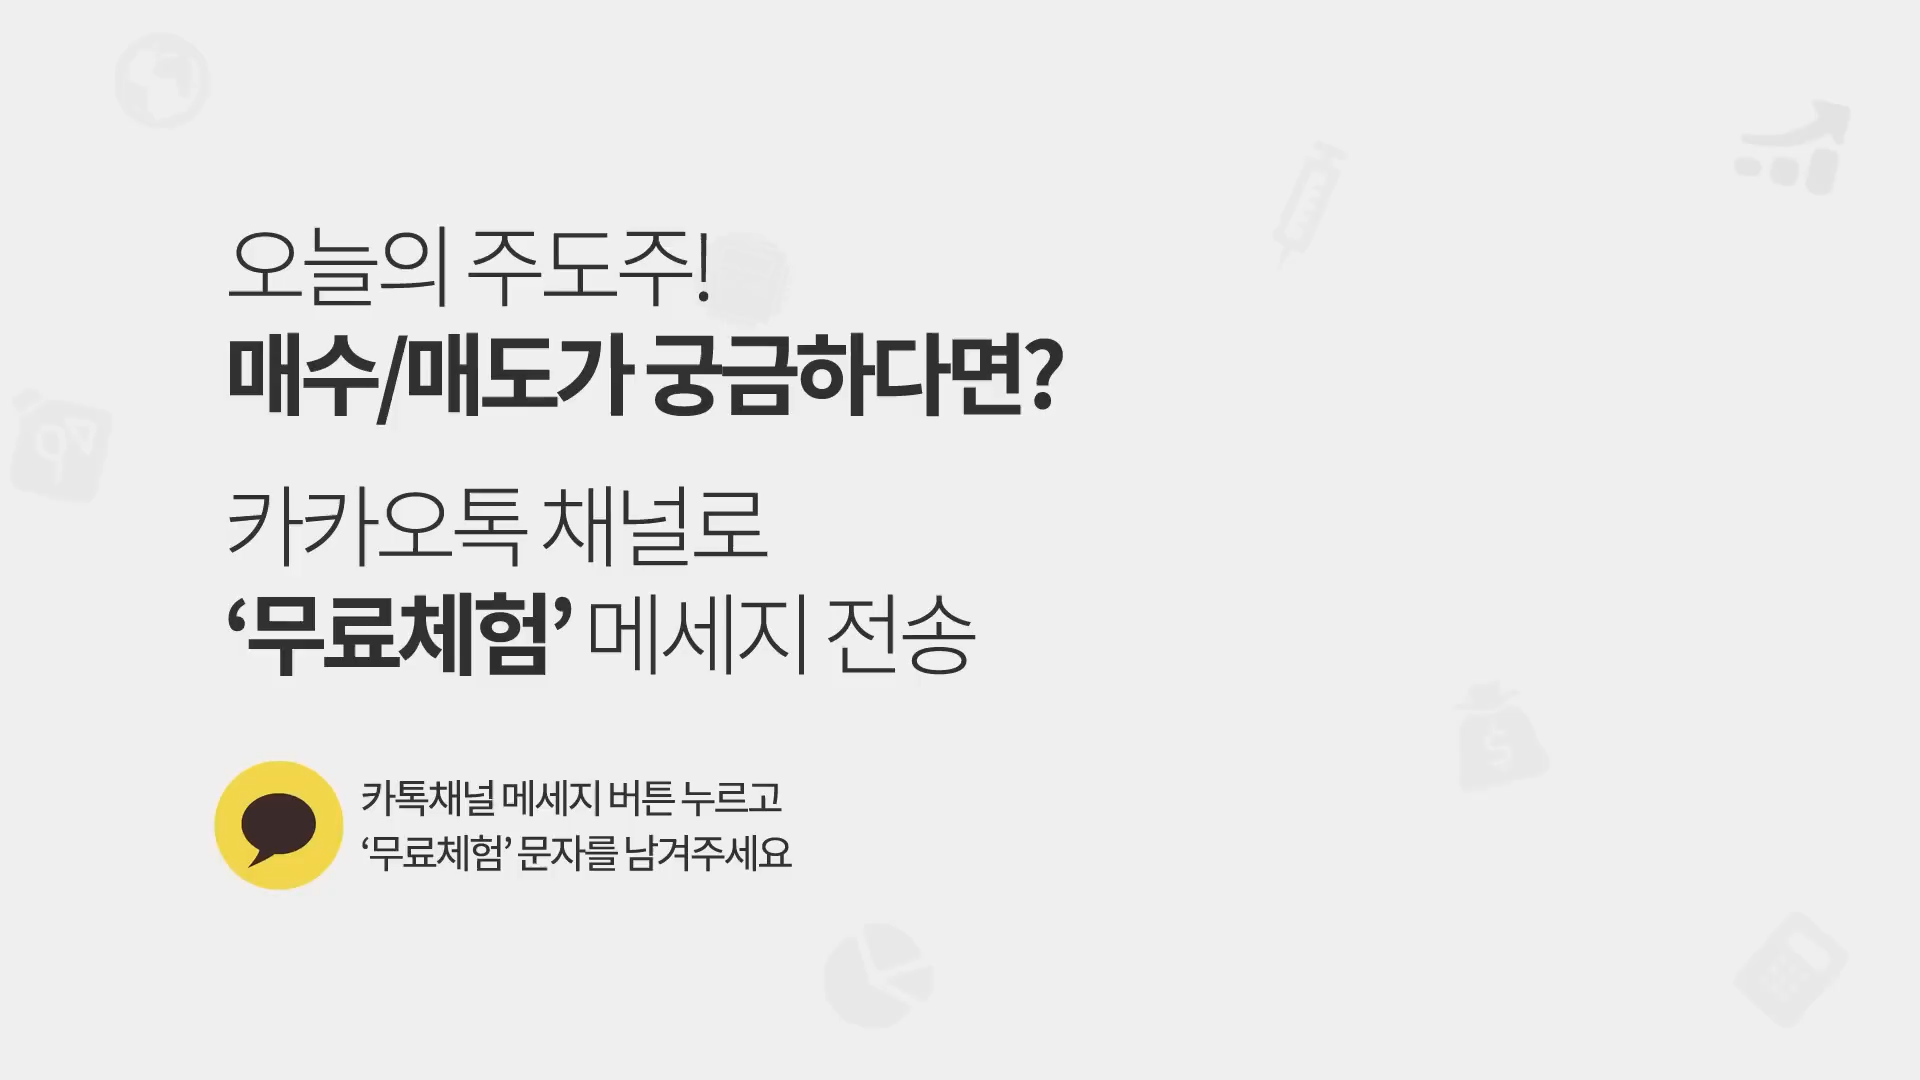 오늘의 주도주!
매수/매도가 궁금하다면?
카카오톡 채널로
‘무료체험’ 메세지 전송
카톡채널 메세지 버튼 누르고
‘무료체험’ 문자를 남겨주세요
$